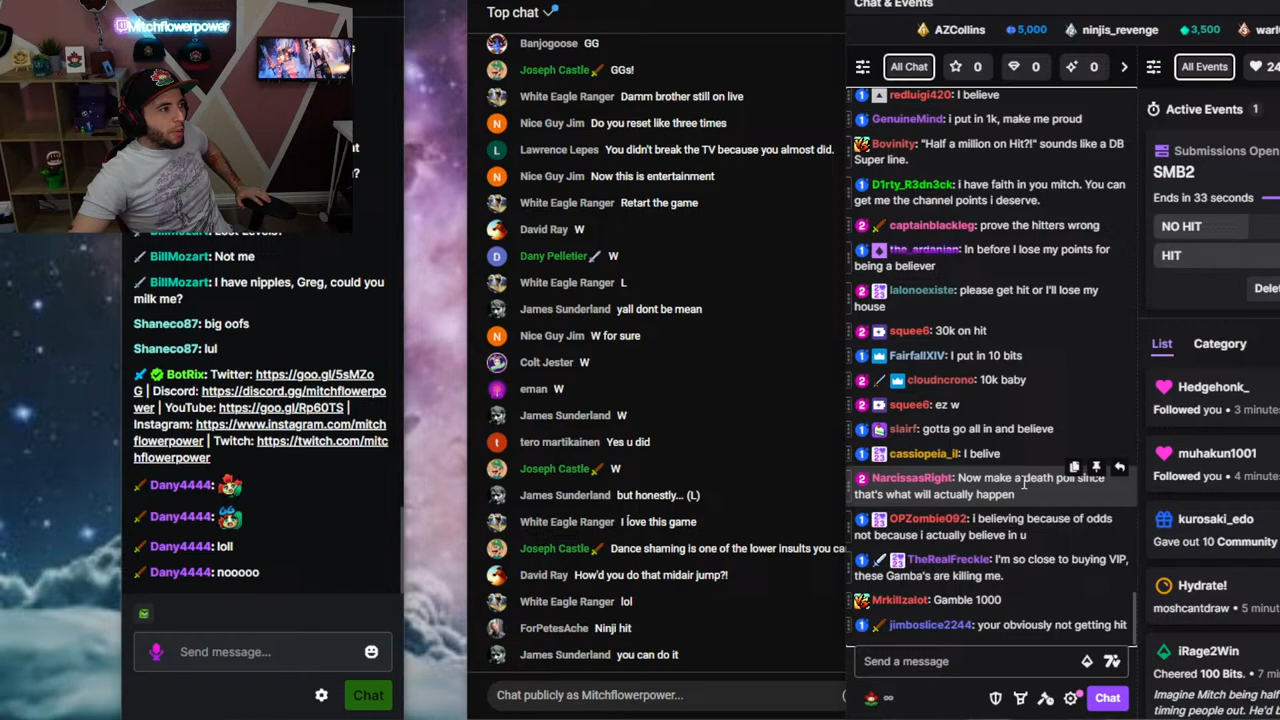 Mitchflowerpower
BillMozart: Lost Levels?
BillMozart: Not me
BillMozart: I have nipples, Greg, could you
milk me?
Shaneco87: big oofs
Shaneco87: lul
BotRix: Twitter: https://goo.gl/5sMZo
G | Discord: https://discord.gg/mitchflowerpo
wer | YouTube: https://goo.gl/Rp60TS |
Instagram: https://www.instagram.com/mitch
flowerpower | Twitch: https://twitch.com/mitc
hflowerpower
Dany4444:
Dany4444:
Dany4444: loll
Dany4444: nooooo
Send message...
Chat
Top chat
Banjogoose GG
Joseph Castle GGs!
White Eagle Ranger Damm brother still on live
Nice Guy Jim Do you reset like three times
Lawrence Lepes You didn't break the TV because you almost did.
Nice Guy Jim Now this is entertainment
White Eagle Ranger Retart the game
David Ray W
Dany Pelletier W
White Eagle Ranger L
James Sunderland yall dont be mean
Nice Guy Jim W for sure
Colt Jester W
eman W
James Sunderland W
tero martikainen Yes u did
Joseph Castle W
James Sunderland but honestly... (L)
White Eagle Ranger I love this game
Joseph Castle Dance shaming is one of the lower insults you ca
David Ray How'd you do that midair jump?!
White Eagle Ranger lol
ForPetesAche Ninji hit
James Sunderland you can do it
Chat publicly as Mitchflowerpower...
Chat & Events
AZCollins 5,000 ninjis_revenge 3,500 warl
All Chat 0 0 0
redluigi420: I believe
GenuineMind: i put in 1k, make me proud
Bovinity: "Half a million on Hit?!" sounds like a DB
Super line.
D1rty_R3dn3ck: i have faith in you mitch. You can
get me the channel points i deserve.
captainblackleg: prove the hitters wrong
the_ardanian: In before I lose my points for
being a believer
lalonoexiste: please get hit or I'll lose my
house
squee6: 30k on hit
FairfallXIV: I put in 10 bits
cloudncrono: 10k baby
squee6: ez w
slairf: gotta go all in and believe
cassiopeia_il: I belive
NarcissasRight: Now make a death poll since
that's what will actually happen
OPZombie092: i believing because of odds
not because i actually believe in u
TheRealFreckle: I'm so close to buying VIP,
these Gamba's are killing me.
Mrkillzalot: Gamble 1000
jimboslice2244: your obviously not getting hit
Send a message
Chat
All Events 24
Active Events 1
Submissions Open
SMB2
Ends in 33 seconds
NO HIT
HIT
Delet
List Category
Hedgehonk_
Followed you • 3 minute
muhakun1001
Followed you • 4 minute
kurosaki_edo
Gave out 10 Community
Hydrate!
moshcantdraw • 5 minut
iRage2Win
Cheered 100 Bits. • 7 min
Imagine Mitch being half
timing people out. He'd b